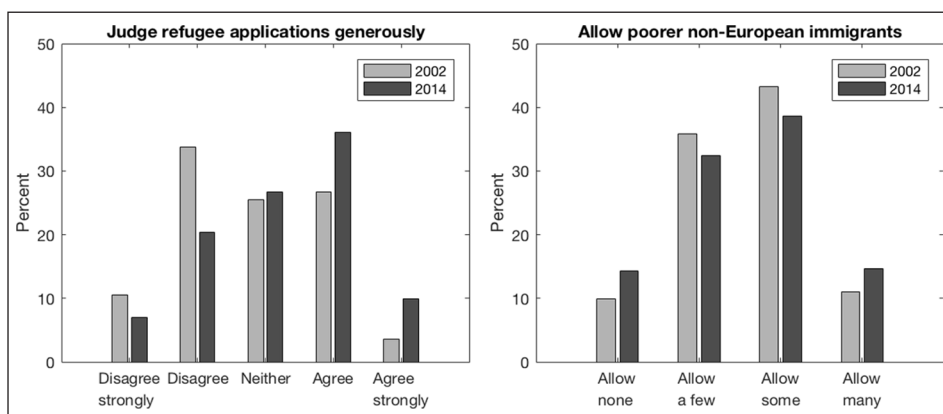 Judge refugee applications generously
50
40
30
20
10
0
Percent
2002
2014
Disagree strongly
Disagree
Neither
Agree
Agree strongly
Allow poorer non-European immigrants
50
40
30
20
10
0
Percent
2002
2014
Allow none
Allow a few
Allow some
Allow many